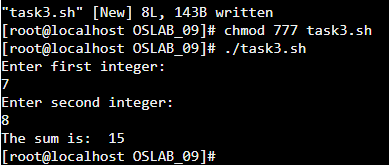 "task3.sh" [New] 8L, 143B written
[root@localhost OSLAB_09]# chmod 777 task3.sh
[root@localhost OSLAB_09]# ./task3.sh
Enter first integer:
7
Enter second integer:
8
The sum is:  15
[root@localhost OSLAB_09]#